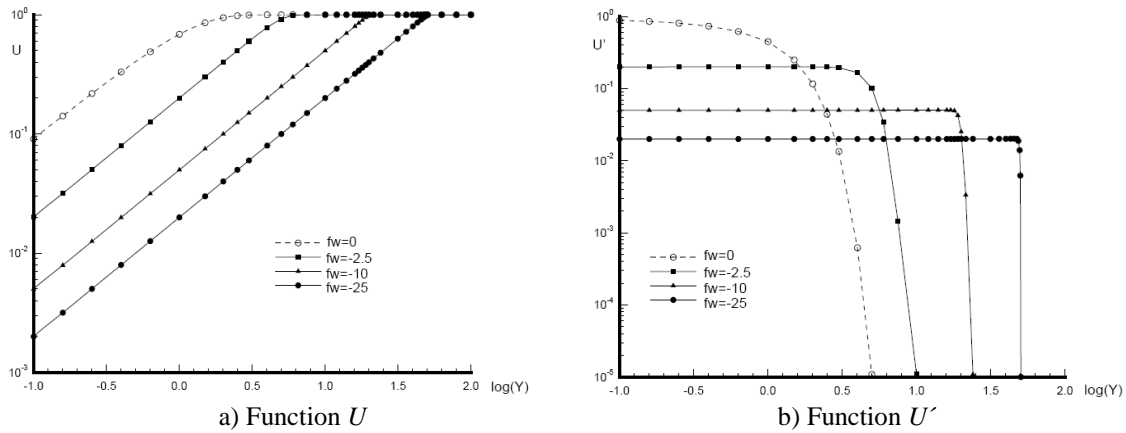 10⁰
U
10⁻¹
10⁻²
10⁻³
fw=0
fw=-2.5
fw=-10
fw=-25
-1.0 -0.5 0.0 0.5 1.0 1.5 2.0
log(Y)
a) Function U
10⁰
U'
10⁻¹
10⁻²
10⁻³
10⁻⁴
10⁻⁵
fw=0
fw=-2.5
fw=-10
fw=-25
-1.0 -0.5 0.0 0.5 1.0 1.5 2.0
log(Y)
b) Function U´